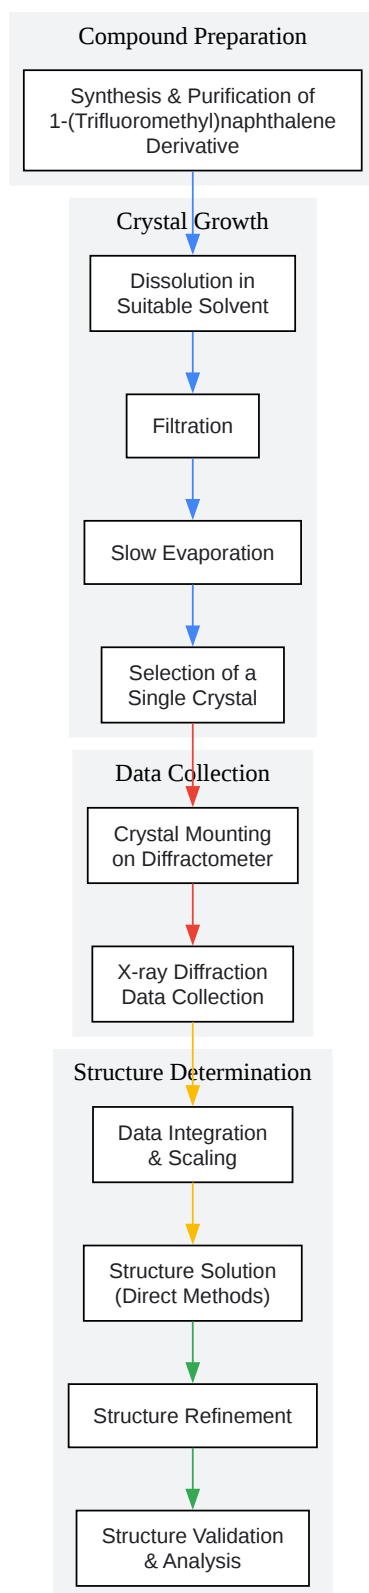 Compound Preparation
Synthesis & Purification of
1-(Trifluoromethyl)naphthalene
Derivative
Crystal Growth
Dissolution in
Suitable Solvent
Filtration
Slow Evaporation
Selection of a
Single Crystal
Data Collection
Crystal Mounting
on Diffractometer
X-ray Diffraction
Data Collection
Structure Determination
Data Integration
& Scaling
Structure Solution
(Direct Methods)
Structure Refinement
Structure Validation
& Analysis